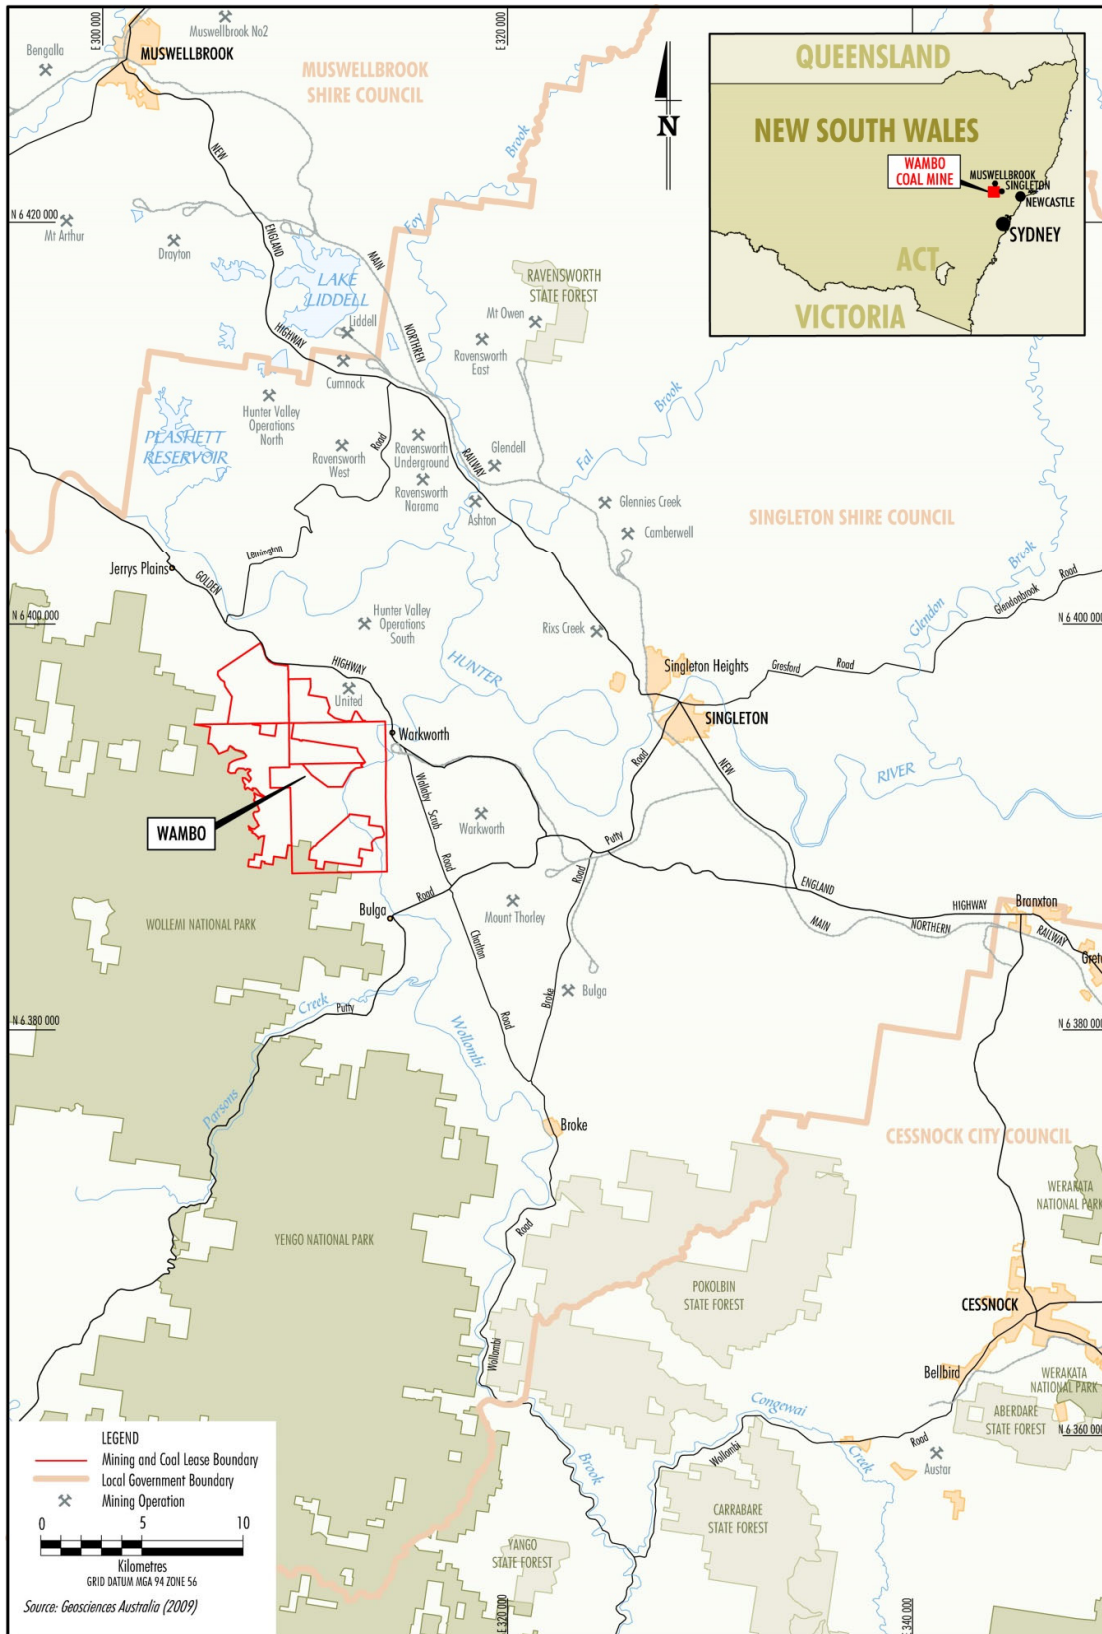 E 300 000
Muswellbrook No2
E 320 000
Bengalla
MUSWELLBROOK
MUSWELLBROOK
SHIRE COUNCIL
N
QUEENSLAND
NEW SOUTH WALES
WAMBO
COAL MINE
MUSWELLBROOK
SINGLETON
NEWCASTLE
SYDNEY
ACT
VICTORIA
NEW
Brook
Foy
N 6 420 000
Mt Arthur
Drayton
ENGLAND
MAIN
LAKE
LIDDELL
RAVENSWORTH
STATE FOREST
HIGHWAY
Liddell
NORTHREN
Mt Owen
Ravensworth
East
Cumnock
Hunter Valley
Operations
North
Brook
PLASHETT
RESERVOIR
Road
Ravensworth
West
Ravensworth
Underground
RAILWAY
Glendell
Fal
Ravensworth
Narama
Ashton
Glennies Creek
Camberwell
SINGLETON SHIRE COUNCIL
Brook
Jerrys Plains
GOLDEN
Road
Glendonbrook
Glendon
N 6 400 000
Hunter Valley
Operations
South
Rixs Creek
N 6 400 000
HIGHWAY
HUNTER
Singleton Heights
Gresford
Road
United
SINGLETON
Warkworth
Road
NEW
RIVER
WAMBO
Wallaby
Scrub
Road
Warkworth
Putty
Road
ENGLAND
HIGHWAY
Branxton
Road
Bulga
Mount Thorley
MAIN
NORTHERN
RAILWAY
Gret
WOLLEMI NATIONAL PARK
Charlton
Road
Broke
Bulga
Creek
Putty
N 6 380 000
Wollombi
N 6 380 000
Parsons
Broke
CESSNOCK CITY COUNCIL
WERAKATA
NATIONAL PARK
YENGO NATIONAL PARK
Road
POKOLBIN
STATE FOREST
CESSNOCK
Wollombi
Bellbird
WERAKATA
NATIONAL PARK
Congewai
ABERDARE
STATE FOREST
N 6 360 000
Creek
Road
Austar
Wollombi
Brook
CARRABARE
STATE FOREST
YANGO
STATE FOREST
E 320 000
E 340 000
LEGEND
Mining and Coal Lease Boundary
Local Government Boundary
Mining Operation
0 5 10
Kilometres
GRID DATUM MGA 94 ZONE 56
Source: Geosciences Australia (2009)